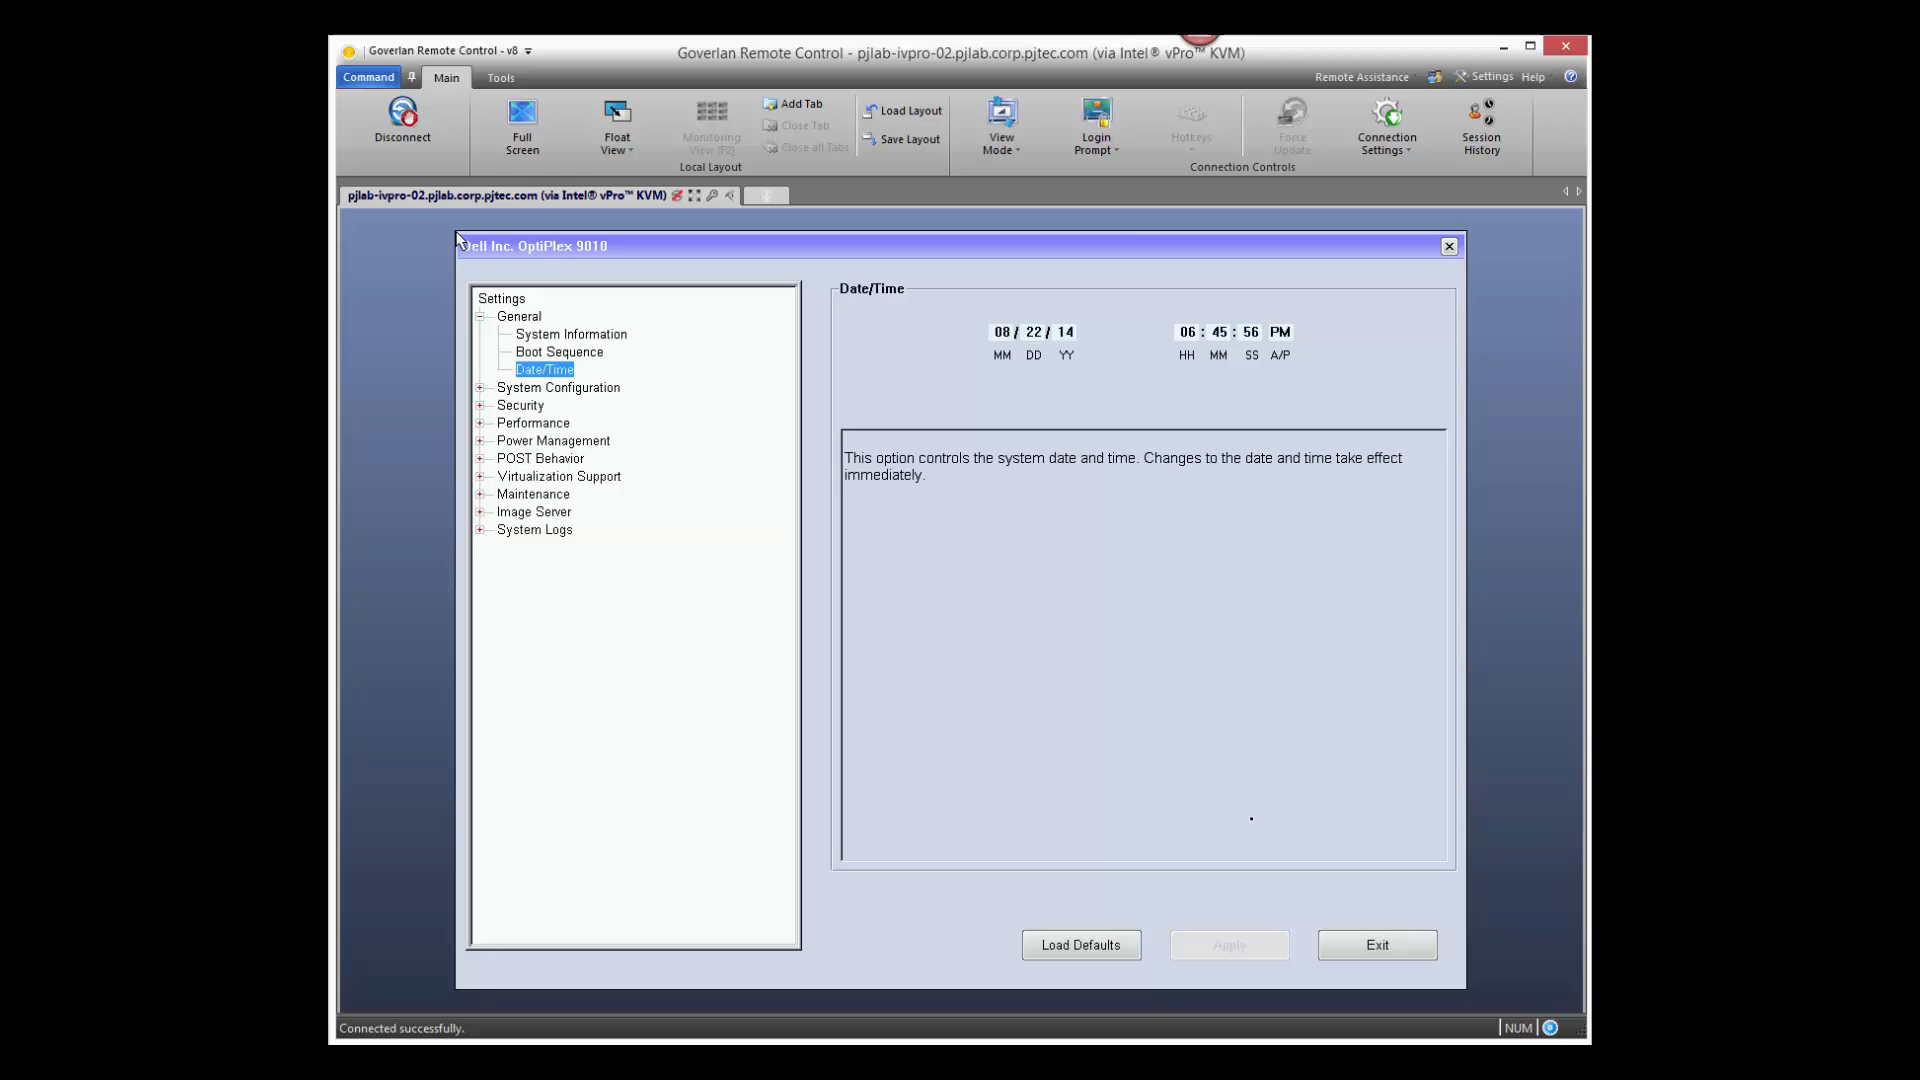 Goverlan Remote Control - v8
Goverlan Remote Control - pjlab-ivpro-02.pjlab.corp.pjtec.com (via Intel® vPro™ KVM)
Command
Main
Tools
Remote Assistance
Settings
Help
Disconnect
Full Screen
Float View
Monitoring View (F2)
Add Tab
Close Tab
Close all Tabs
Load Layout
Save Layout
Local Layout
View Mode
Login Prompt
Hotkeys
Force Update
Connection Settings
Session History
Connection Controls
pjlab-ivpro-02.pjlab.corp.pjtec.com (via Intel® vPro™ KVM)
Dell Inc. OptiPlex 9010
Settings
General
System Information
Boot Sequence
Date/Time
System Configuration
Security
Performance
Power Management
POST Behavior
Virtualization Support
Maintenance
Image Server
System Logs
Date/Time
08 / 22 / 14 06 : 45 : 56 PM
MM DD YY HH MM SS A/P
This option controls the system date and time. Changes to the date and time take effect
immediately.
Load Defaults
Apply
Exit
Connected successfully.
NUM